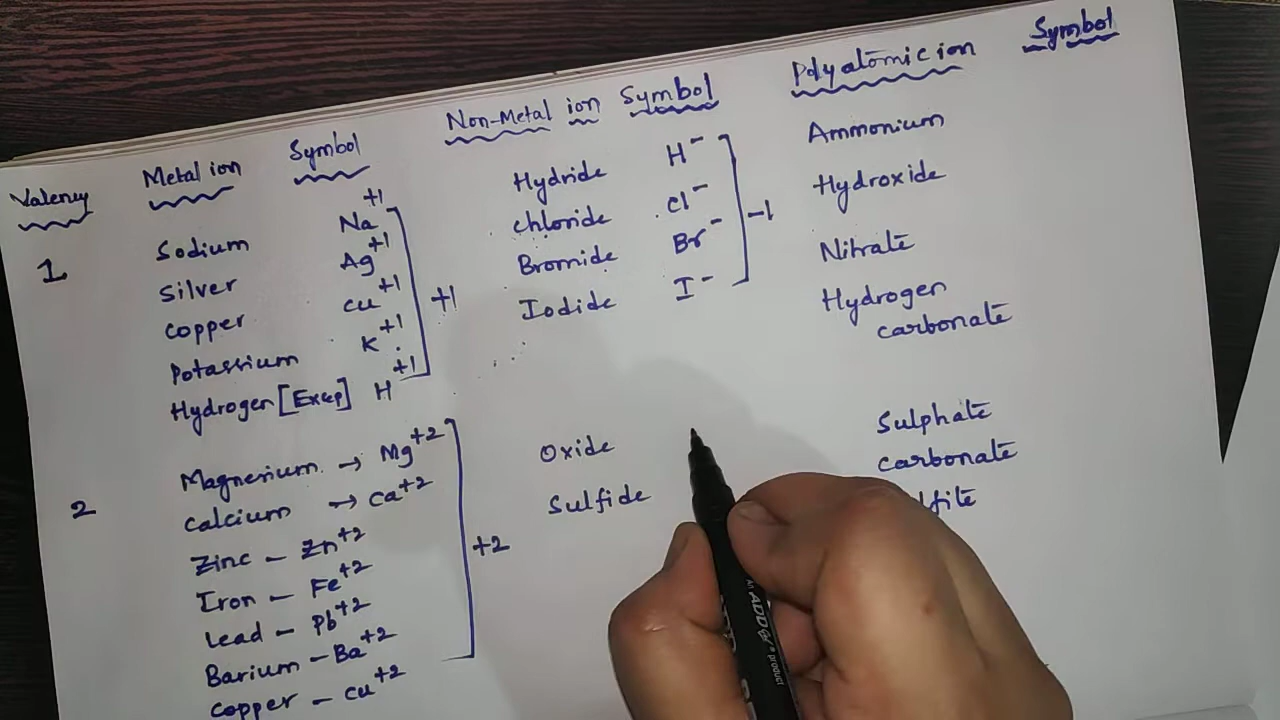 Valency Metal ion Symbol Non-Metal ion Symbol Polyatomic ion Symbol
1 Sodium Na+1 Hydride H- Ammonium
Silver Ag+1 chloride Cl- Hydroxide
copper cu+1 Bromide Br- Nitrate
Potassium K+1 Iodide I- Hydrogen
carbonate
Hydrogen [Excep] H+1
+1
-1
2 Magnesium → Mg+2 Oxide Sulphate
Calcium → Ca+2 Sulfide carbonate
Zinc - Zn+2
Iron - Fe+2
Lead - Pb+2
Barium - Ba+2
Copper - cu+2
+2
ADD
product